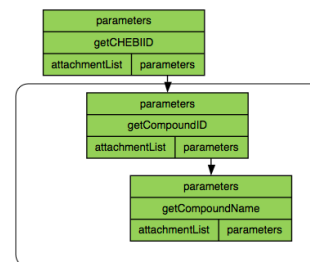 parameters
getCHEBIID
attachmentList parameters
parameters
getCompoundID
attachmentList parameters
parameters
getCompoundName
attachmentList parameters